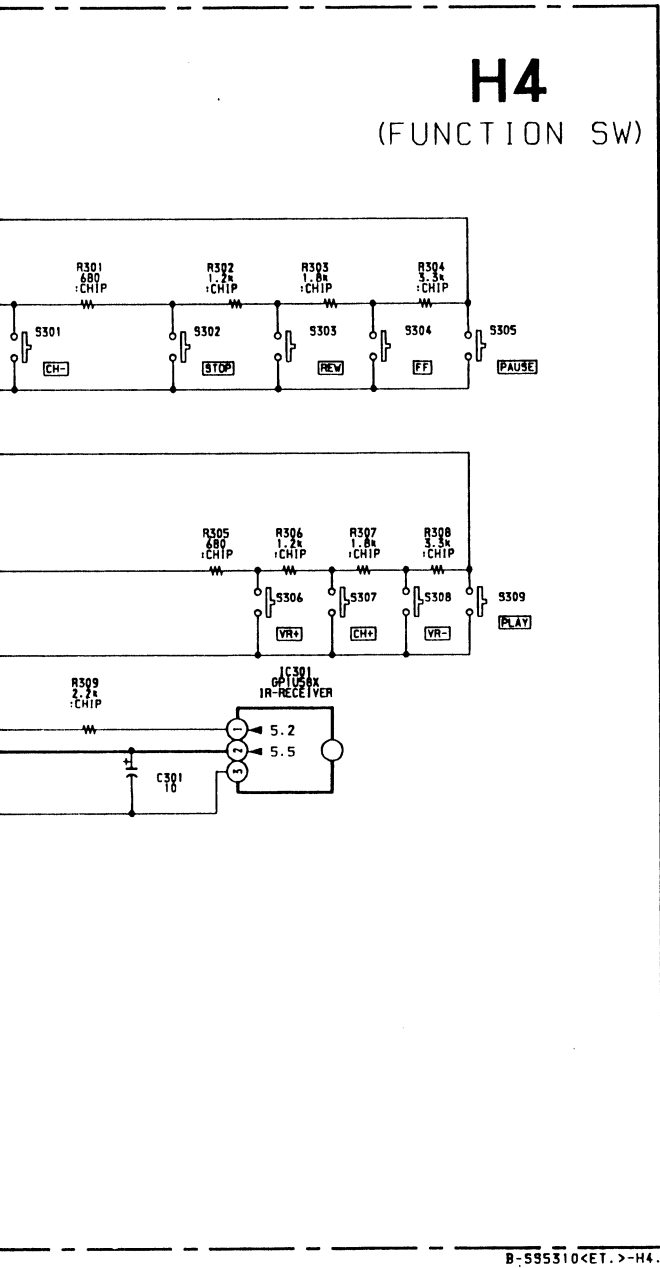 H4
(FUNCTION SW)
R301
680
:CHIP
R302
1.2k
:CHIP
R303
1.8k
:CHIP
R304
3.3k
:CHIP
S301
S302
S303
S304
S305
CH-
STOP
REW
FF
PAUSE
R305
680
:CHIP
R306
1.2k
:CHIP
R307
1.8k
:CHIP
R308
3.3k
:CHIP
S306
S307
S308
S309
VR+
CH+
VR-
PLAY
R309
2.2k
:CHIP
IC301
GP1U58X
IR-RECEIVER
1
5.2
2
5.5
3
+
C301
10
B-S95310<ET.>-H4.